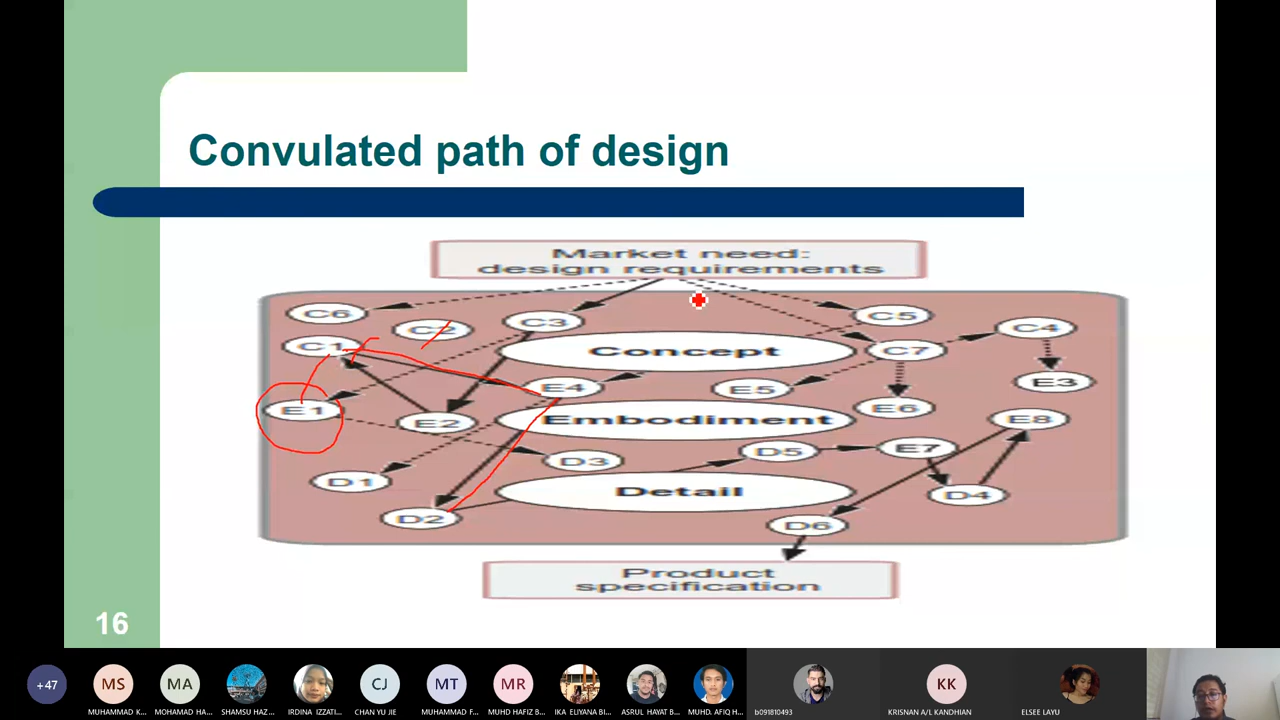 Convulated path of design
Market need:
design requirements
C6
C2
C3
C5
C4
C1
Concept
C7
E4
E5
E3
E1
E2
Embodiment
E6
E8
D3
D5
E7
D1
Detail
D4
D2
D6
Product
specification
16
+47
MS
MA
CJ
MT
MR
KK
MUHAMMAD K...
MOHAMAD HA...
SHAMSU HAZ...
IRDINA IZZATI...
CHAN YU JIE
MUHAMMAD F...
MUHD HAFIZ B...
IKA ELIYANA BI...
ASRUL HAYAT B...
MUHD. AFIQ H...
b091810493
KRISNAN A/L KANDHIAN
ELSEE LAYU